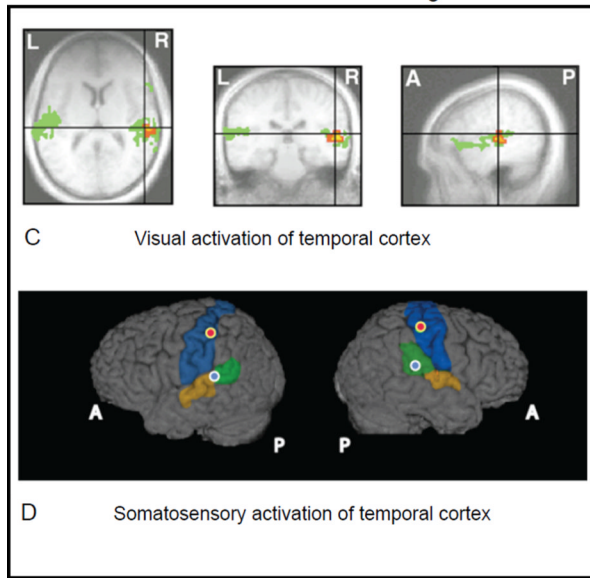 L R
L R
A P
C Visual activation of temporal cortex
A P P A
D Somatosensory activation of temporal cortex